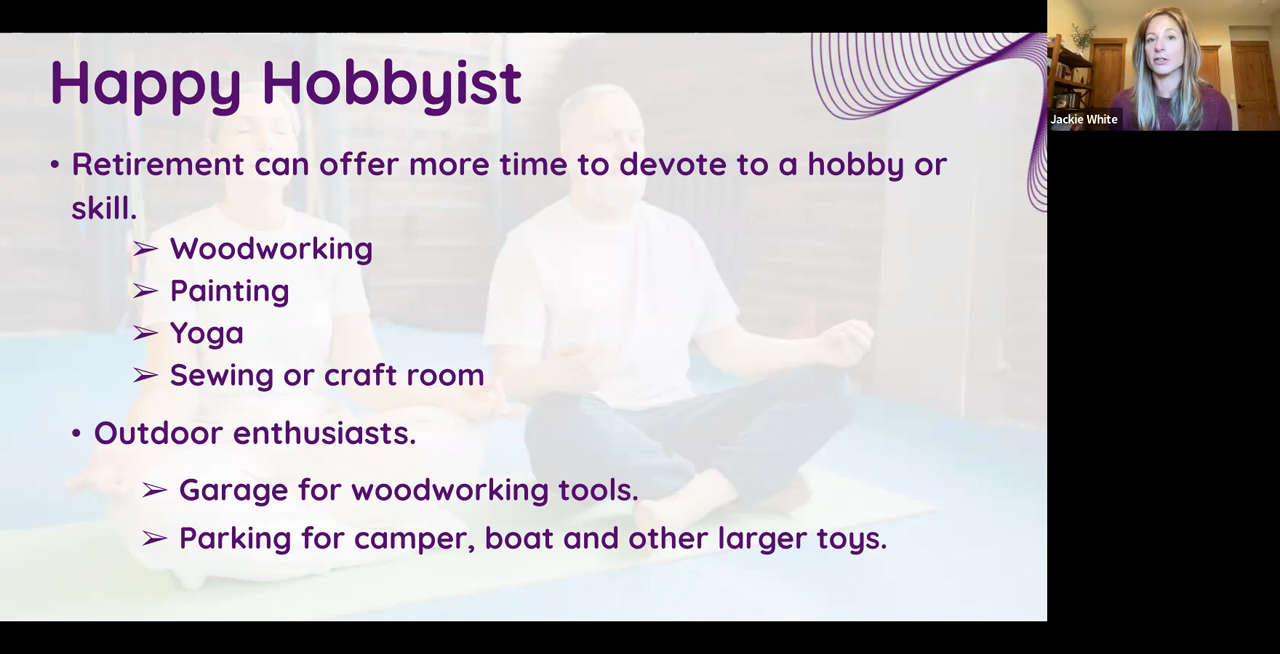 Happy Hobbyist
Jackie White
• Retirement can offer more time to devote to a hobby or
skill.
➢ Woodworking
➢ Painting
➢ Yoga
➢ Sewing or craft room
• Outdoor enthusiasts.
➢ Garage for woodworking tools.
➢ Parking for camper, boat and other larger toys.